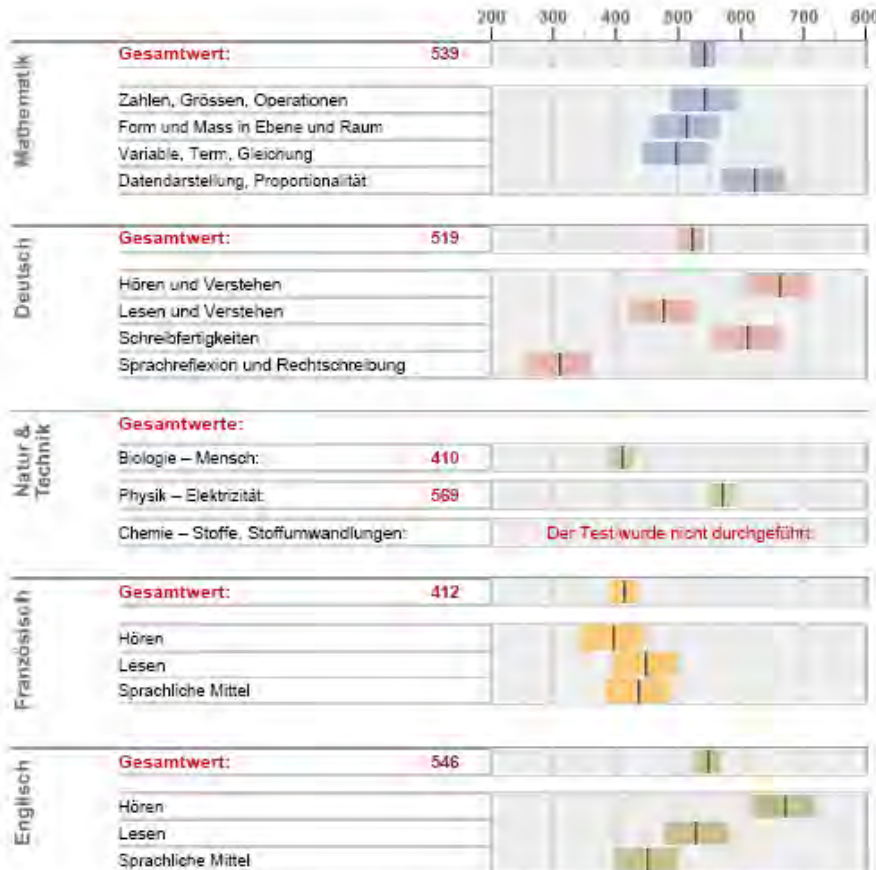 200 300 400 500 600 700 800
Mathematik
Gesamtwert: 539
Zahlen, Grössen, Operationen
Form und Mass in Ebene und Raum
Variable, Term, Gleichung
Datendarstellung, Proportionalität
Deutsch
Gesamtwert: 519
Hören und Verstehen
Lesen und Verstehen
Schreibfertigkeiten
Sprachreflexion und Rechtschreibung
Natur &
Technik
Gesamtwerte:
Biologie – Mensch: 410
Physik – Elektrizität: 569
Chemie – Stoffe, Stoffumwandlungen: Der Test wurde nicht durchgeführt.
Französisch
Gesamtwert: 412
Hören
Lesen
Sprachliche Mittel
Englisch
Gesamtwert: 546
Hören
Lesen
Sprachliche Mittel